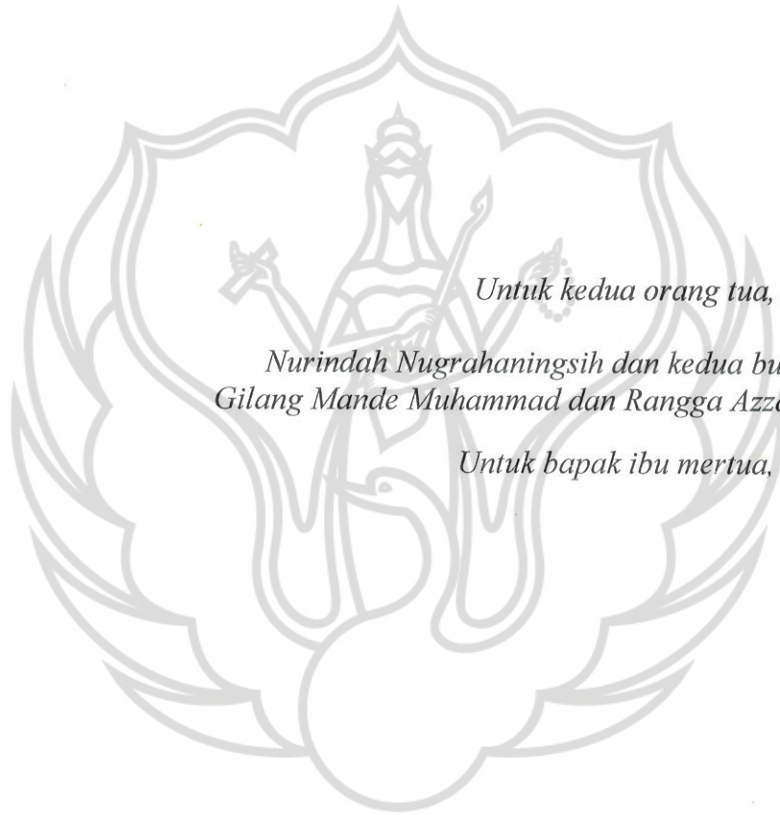 Untuk kedua orang tua,
Nurindah Nugrahaningsih dan kedua bu
Gilang Mande Muhammad dan Rangga Azz
Untuk bapak ibu mertua,